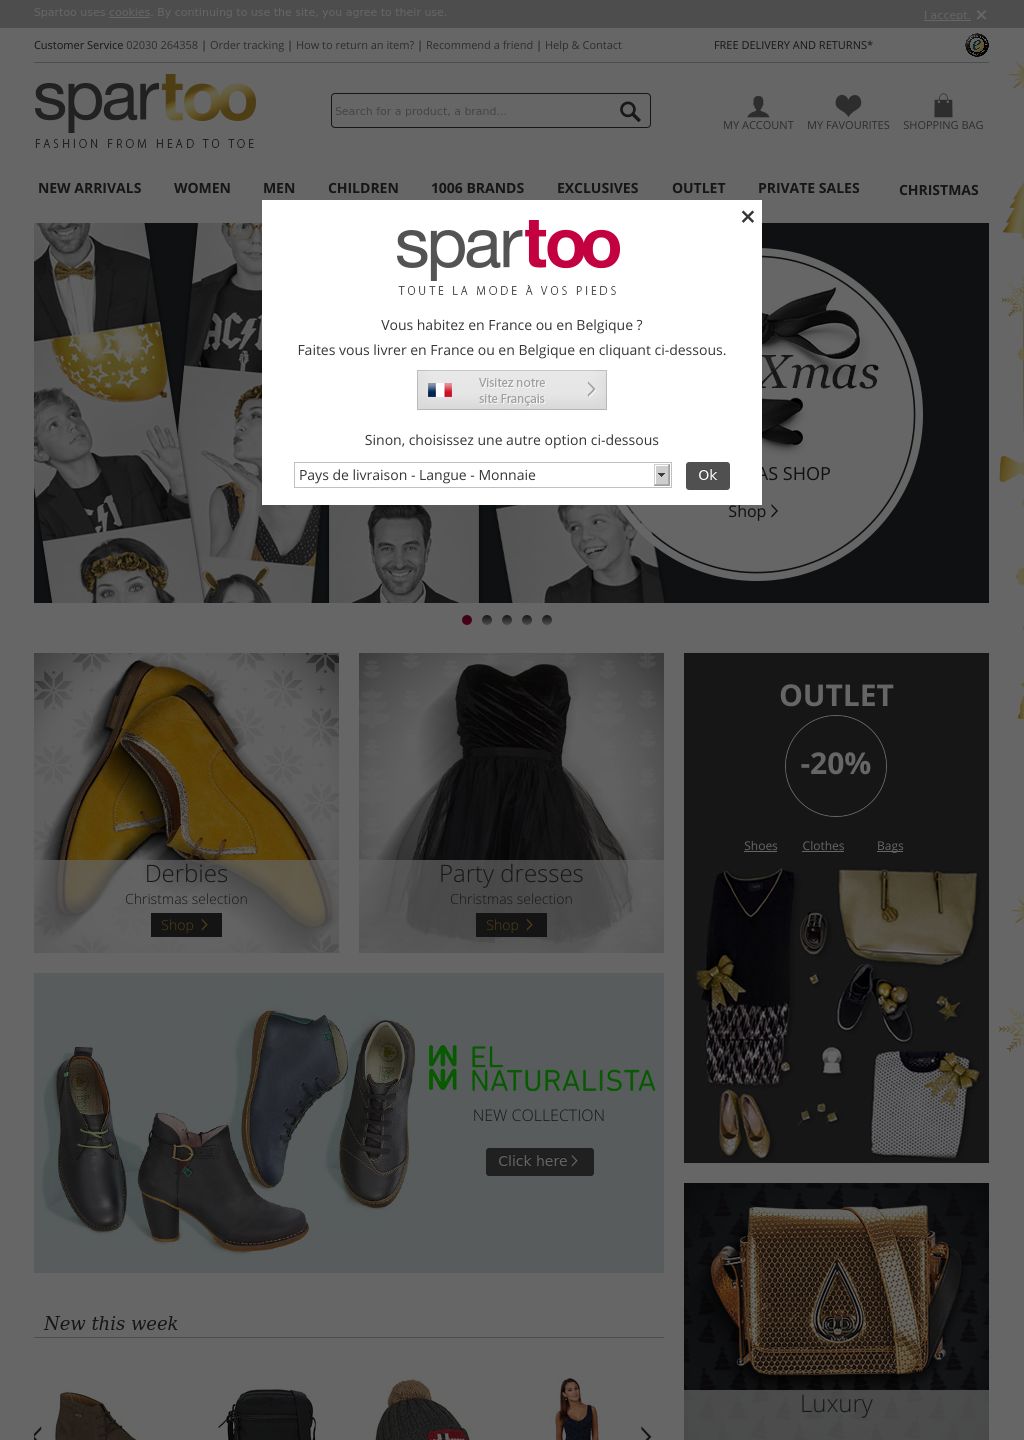 Spartoo uses cookies. By continuing to use the site, you agree to their use.
I accept.
Customer Service 02030 264358 | Order tracking | How to return an item? | Recommend a friend | Help & Contact
FREE DELIVERY AND RETURNS*
spartoo
FASHION FROM HEAD TO TOE
Search for a product, a brand...
MY ACCOUNT
MY FAVOURITES
SHOPPING BAG
NEW ARRIVALS
WOMEN
MEN
CHILDREN
1006 BRANDS
EXCLUSIVES
OUTLET
PRIVATE SALES
CHRISTMAS
spartoo
TOUTE LA MODE À VOS PIEDS
Vous habitez en France ou en Belgique ?
Faites vous livrer en France ou en Belgique en cliquant ci-dessous.
Visitez notre
site Français
Sinon, choisissez une autre option ci-dessous
Pays de livraison - Langue - Monnaie
Ok
Xmas
AS SHOP
Shop
Derbies
Christmas selection
Shop
Party dresses
Christmas selection
Shop
OUTLET
-20%
Shoes
Clothes
Bags
EL
NATURALISTA
NEW COLLECTION
Click here
New this week
Luxury